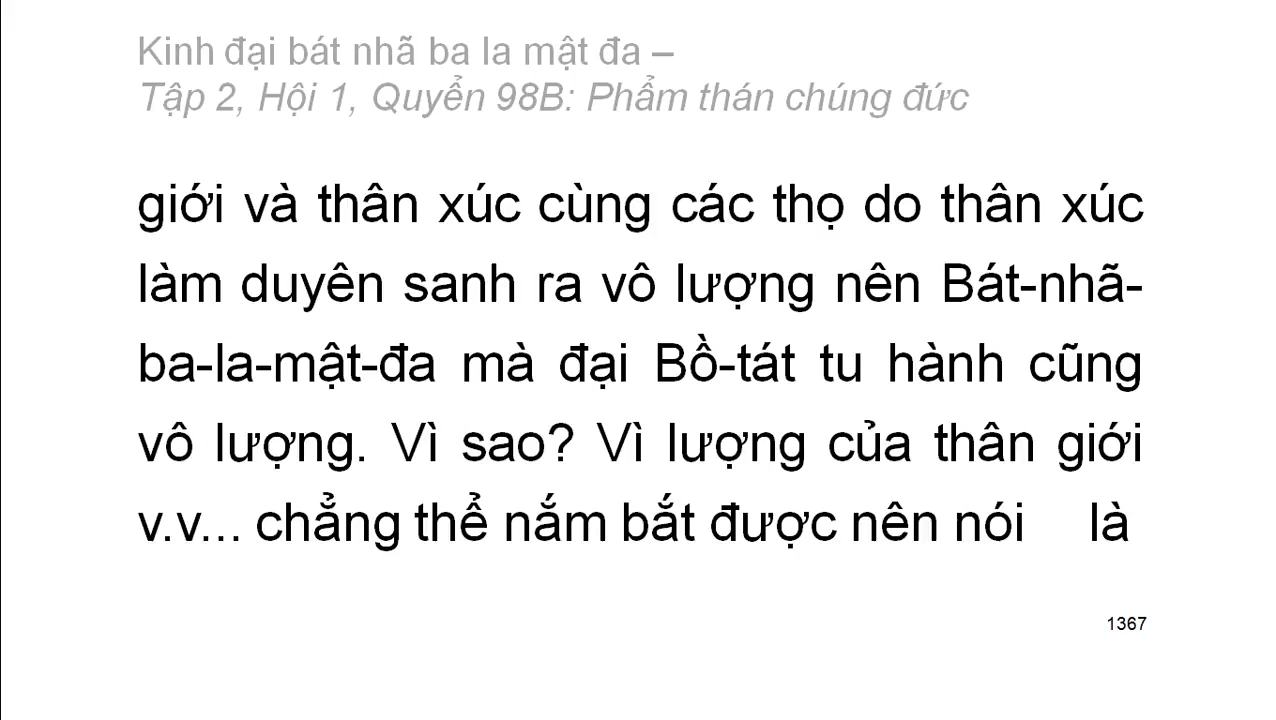 Kinh đại bát nhã ba la mật đa –
Tập 2, Hội 1, Quyển 98B: Phẩm thán chúng đức
giới và thân xúc cùng các thọ do thân xúc
làm duyên sanh ra vô lượng nên Bát-nhã-
ba-la-mật-đa mà đại Bồ-tát tu hành cũng
vô lượng. Vì sao? Vì lượng của thân giới
v.v... chẳng thể nắm bắt được nên nói là
1367